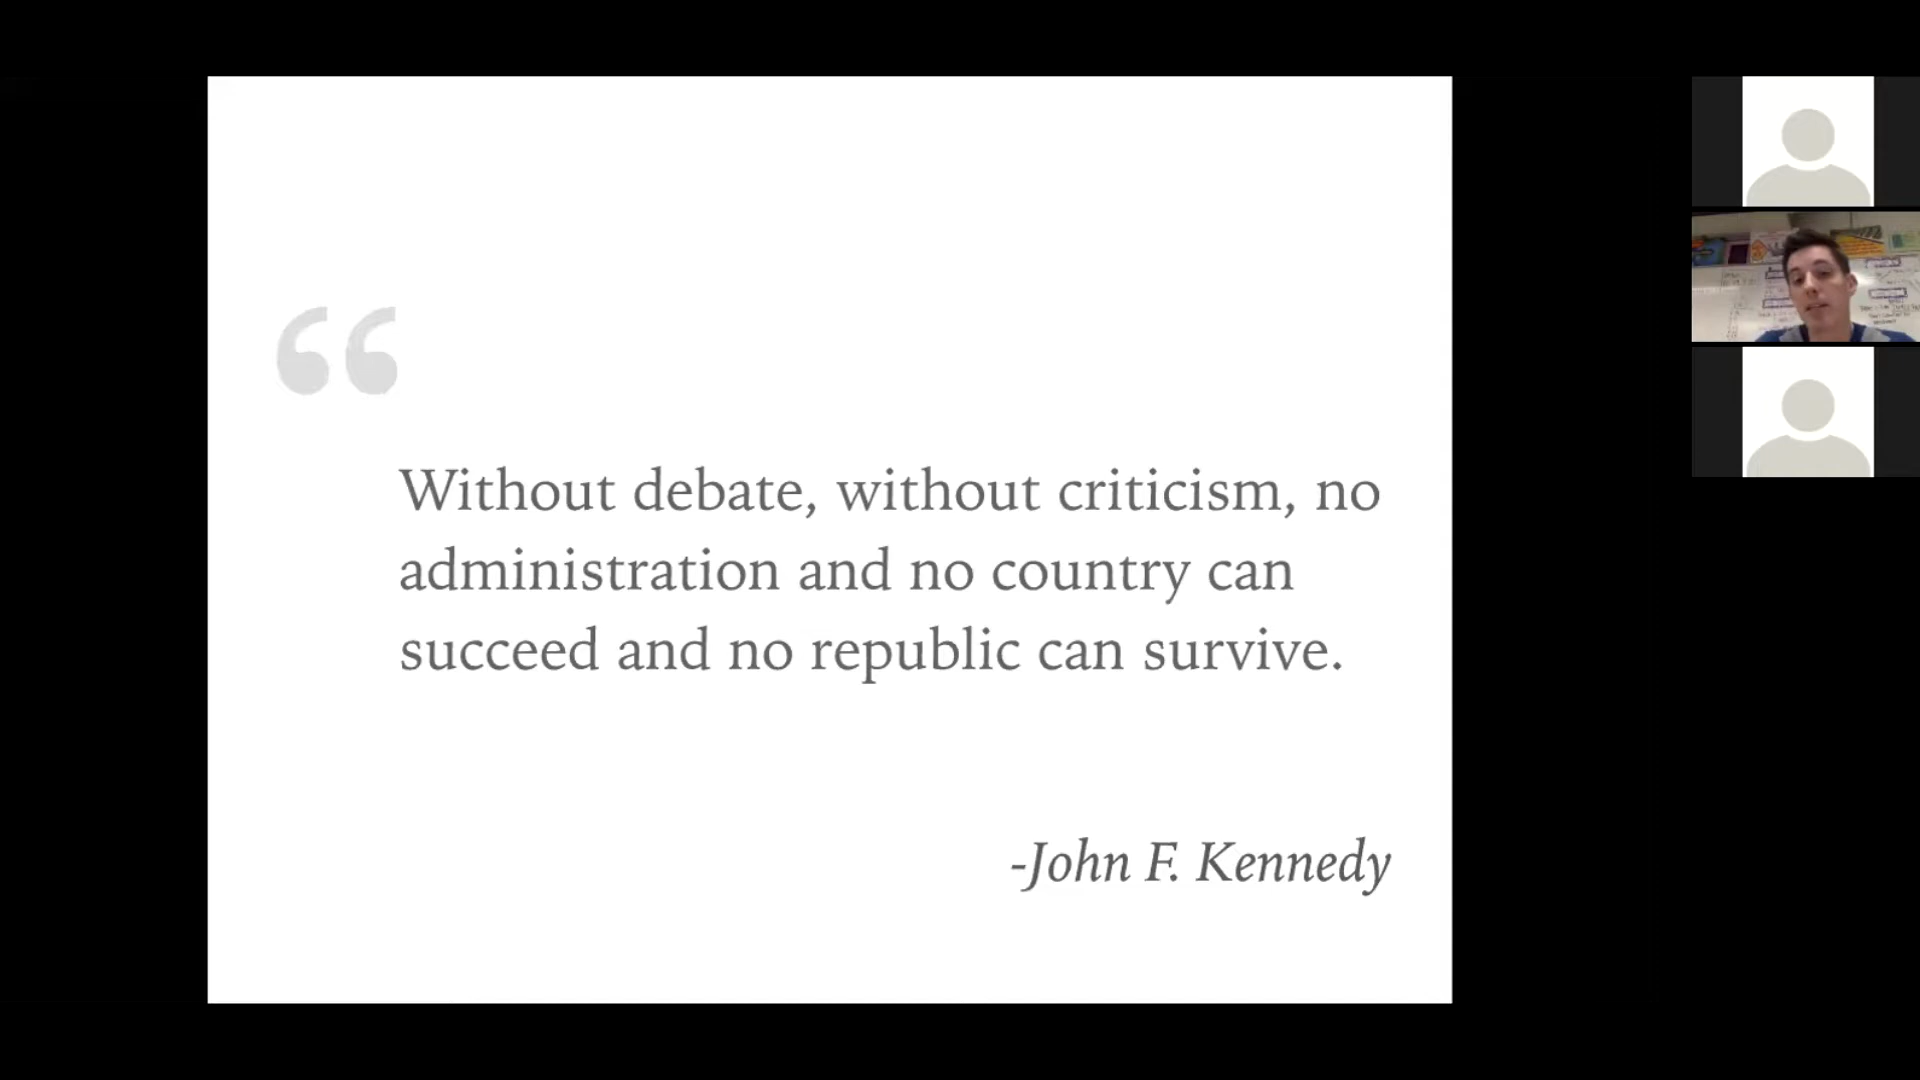 “
Without debate, without criticism, no
administration and no country can
succeed and no republic can survive.
-John F. Kennedy